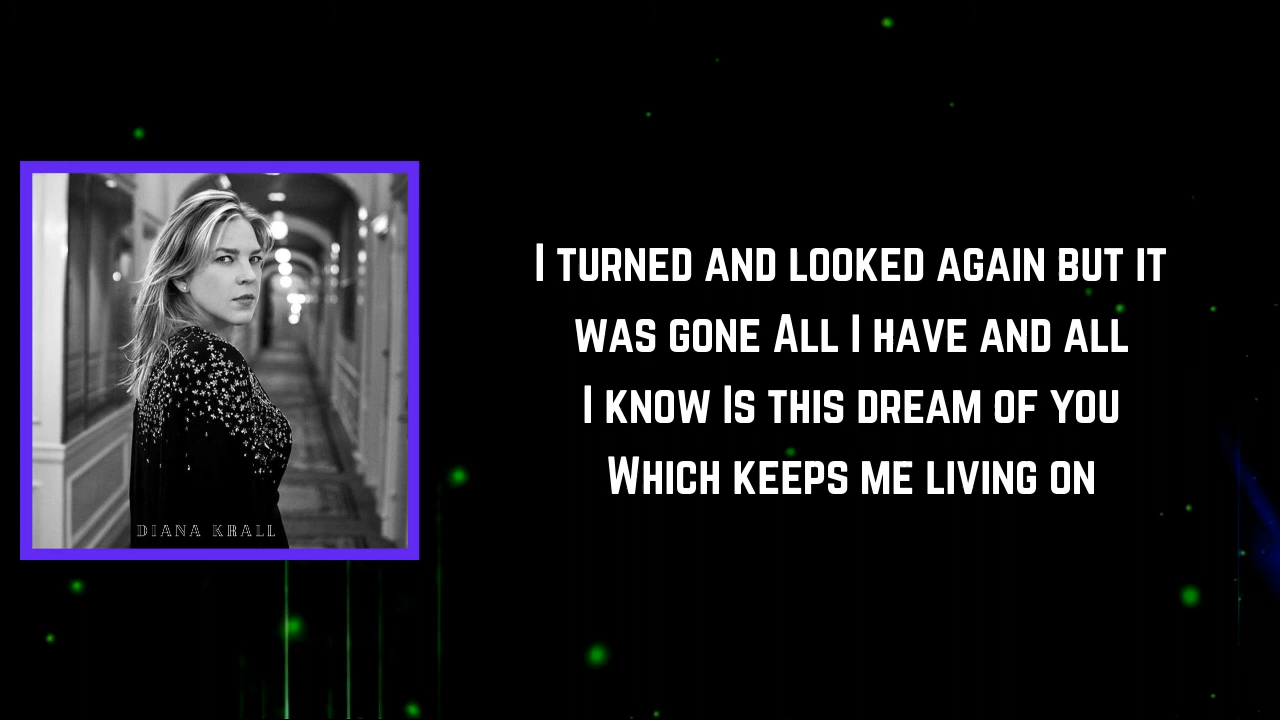 DIANA KRALL
I TURNED AND LOOKED AGAIN BUT IT
WAS GONE ALL I HAVE AND ALL
I KNOW IS THIS DREAM OF YOU
WHICH KEEPS ME LIVING ON